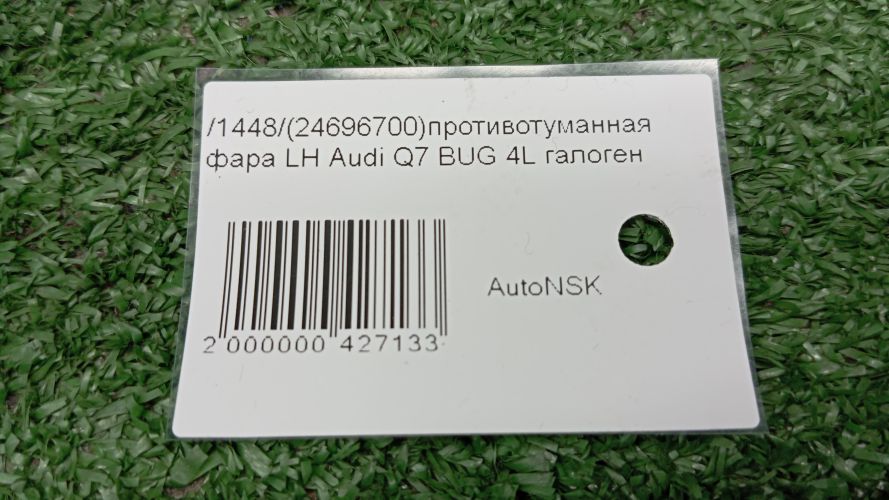 /1448/(24696700)противотуманная
фара LH Audi Q7 BUG 4L галоген
AutoNSK
2 000000 427133